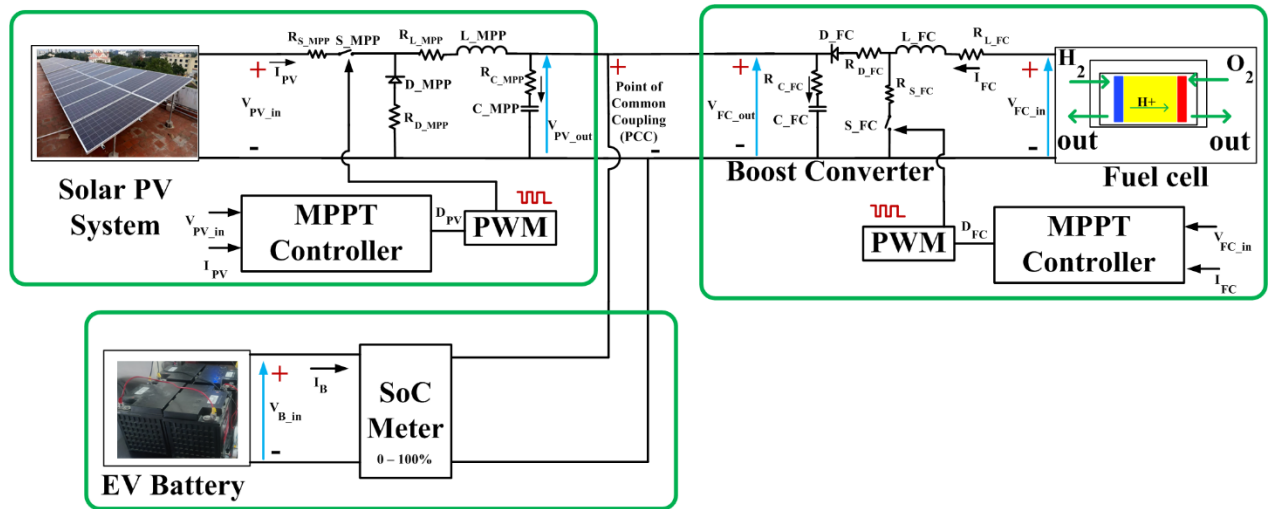 R_S_MPP
S_MPP
R_L_MPP
L_MPP
I_PV
+
V_PV_in
-
D_MPP
R_D_MPP
R_C_MPP
C_MPP
V_PV_out
Solar PV
System
V_PV_in
I_PV
MPPT
Controller
D_PV
PWM
+
Point of
Common
Coupling
(PCC)
-
D_FC
R_D_FC
L_FC
R_L_FC
I_FC
+
V_FC_out
-
R_C_FC
C_FC
R_S_FC
S_FC
+
V_FC_in
-
Boost Converter
H2
O2
H+
out
out
Fuel cell
PWM
D_FC
MPPT
Controller
V_FC_in
I_FC
+
V_B_in
-
I_B
SoC
Meter
0 – 100%
EV Battery